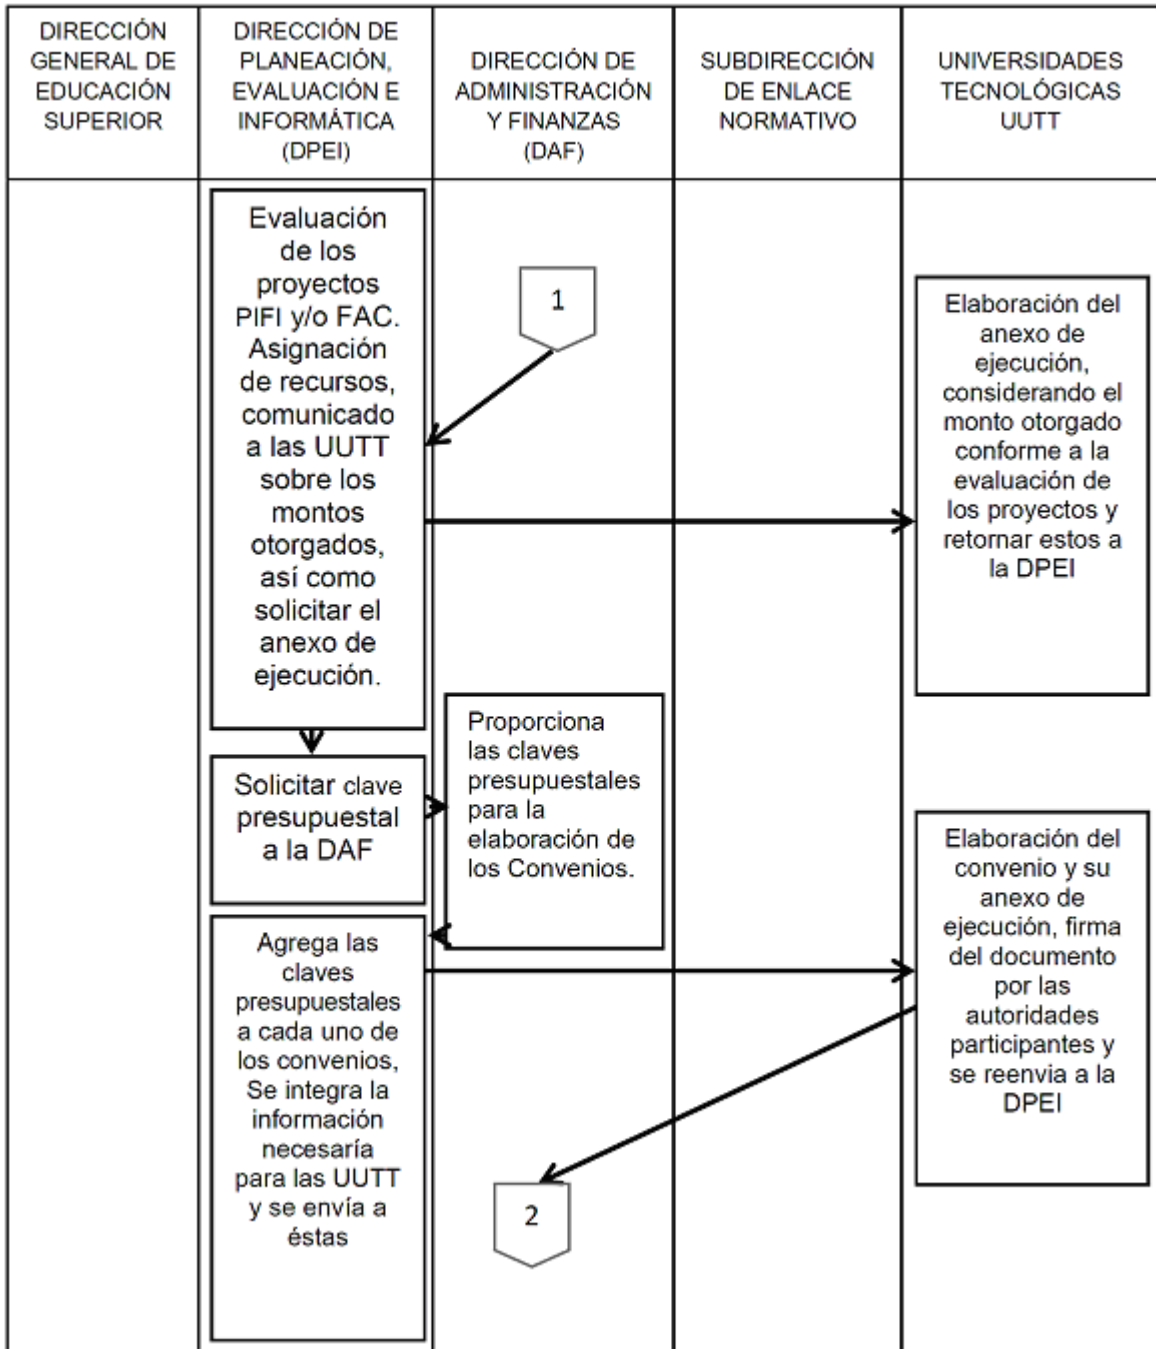 DIRECCIÓN
GENERAL DE
EDUCACIÓN
SUPERIOR
DIRECCIÓN DE
PLANEACIÓN,
EVALUACIÓN E
INFORMÁTICA
(DPEI)
DIRECCIÓN DE
ADMINISTRACIÓN
Y FINANZAS
(DAF)
SUBDIRECCIÓN
DE ENLACE
NORMATIVO
UNIVERSIDADES
TECNOLÓGICAS
UUTT
Evaluación
de los
proyectos
PIFI y/o FAC.
Asignación
de recursos,
comunicado
a las UUTT
sobre los
montos
otorgados,
así como
solicitar el
anexo de
ejecución.
1
Elaboración del
anexo de
ejecución,
considerando el
monto otorgado
conforme a la
evaluación de
los proyectos y
retornar estos a
la DPEI
Solicitar clave
presupuestal
a la DAF
Proporciona
las claves
presupuestales
para la
elaboración de
los Convenios.
Agrega las
claves
presupuestales
a cada uno de
los convenios,
Se integra la
información
necesaría
para las UUTT
y se envía a
éstas
Elaboración del
convenio y su
anexo de
ejecución, firma
del documento
por las
autoridades
participantes y
se reenvia a la
DPEI
2